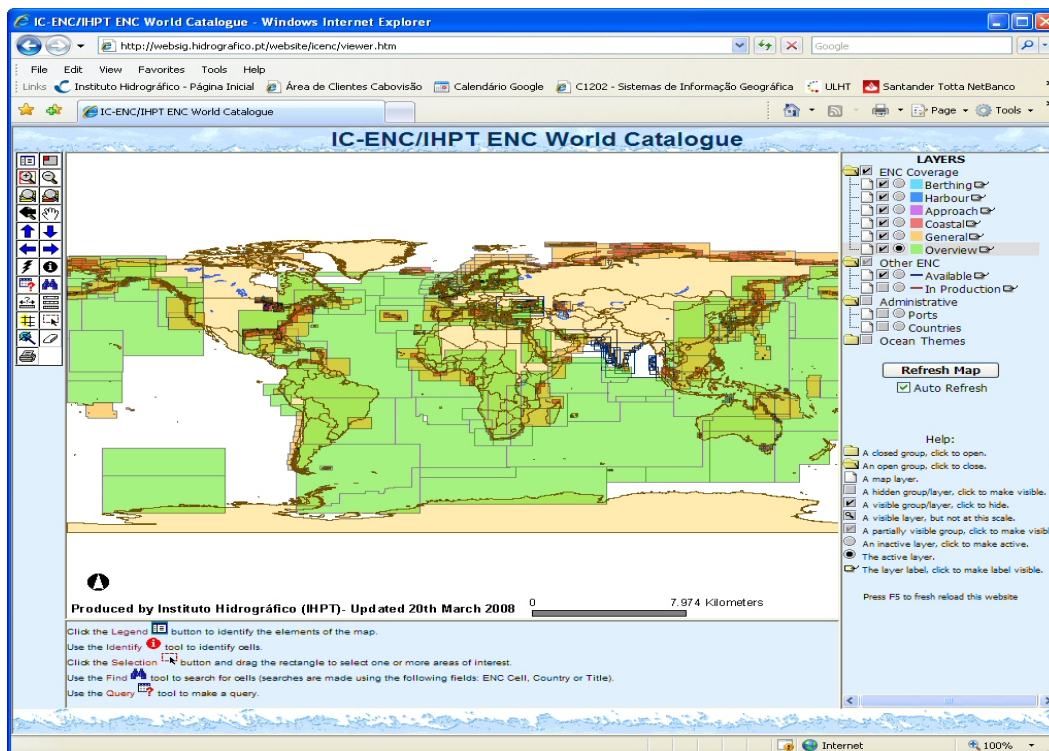 IC-ENC/IHPT ENC World Catalogue - Windows Internet Explorer
http://websig.hidrografico.pt/website/icenc/viewer.htm
Google
File Edit View Favorites Tools Help
Links Instituto Hidrográfico - Página Inicial Área de Clientes Cabovisão Calendário Google C1202 - Sistemas de Informação Geográfica ULHT Santander Totta NetBanco
IC-ENC/IHPT ENC World Catalogue
Page Tools
IC-ENC/IHPT ENC World Catalogue
LAYERS
ENC Coverage
Berthing
Harbour
Approach
Coastal
General
Overview
Other ENC
Available
In Production
Administrative
Ports
Countries
Ocean Themes
Refresh Map
Auto Refresh
Help:
A closed group, click to open.
An open group, click to close.
A map layer.
A hidden group/layer, click to make visible.
A visible group/layer, click to hide.
A visible layer, but not at this scale.
A partially visible group, click to make visibl
An inactive layer, click to make active.
The active layer.
The layer label, click to make label visible.
Press F5 to fresh reload this website
Produced by Instituto Hidrográfico (IHPT)- Updated 20th March 2008
0 7.974 Kilometers
Click the Legend button to identify the elements of the map.
Use the Identify tool to identify cells.
Click the Selection button and drag the rectangle to select one or more areas of interest.
Use the Find tool to search for cells (searches are made using the following fields: ENC Cell, Country or Title).
Use the Query tool to make a query.
Internet 100%